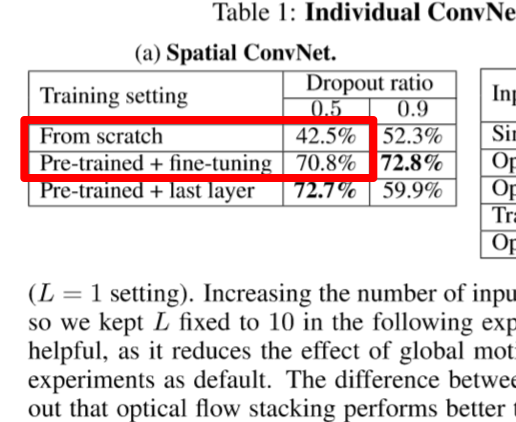 Table 1: Individual ConvNe
(a) Spatial ConvNet.
Training setting Dropout ratio
0.5 0.9
From scratch 42.5% 52.3%
Pre-trained + fine-tuning 70.8% 72.8%
Pre-trained + last layer 72.7% 59.9%
Inp
Sin
Op
Op
Tra
Op
(L = 1 setting). Increasing the number of inpu
so we kept L fixed to 10 in the following exp
helpful, as it reduces the effect of global mot
experiments as default. The difference betwee
out that optical flow stacking performs better t